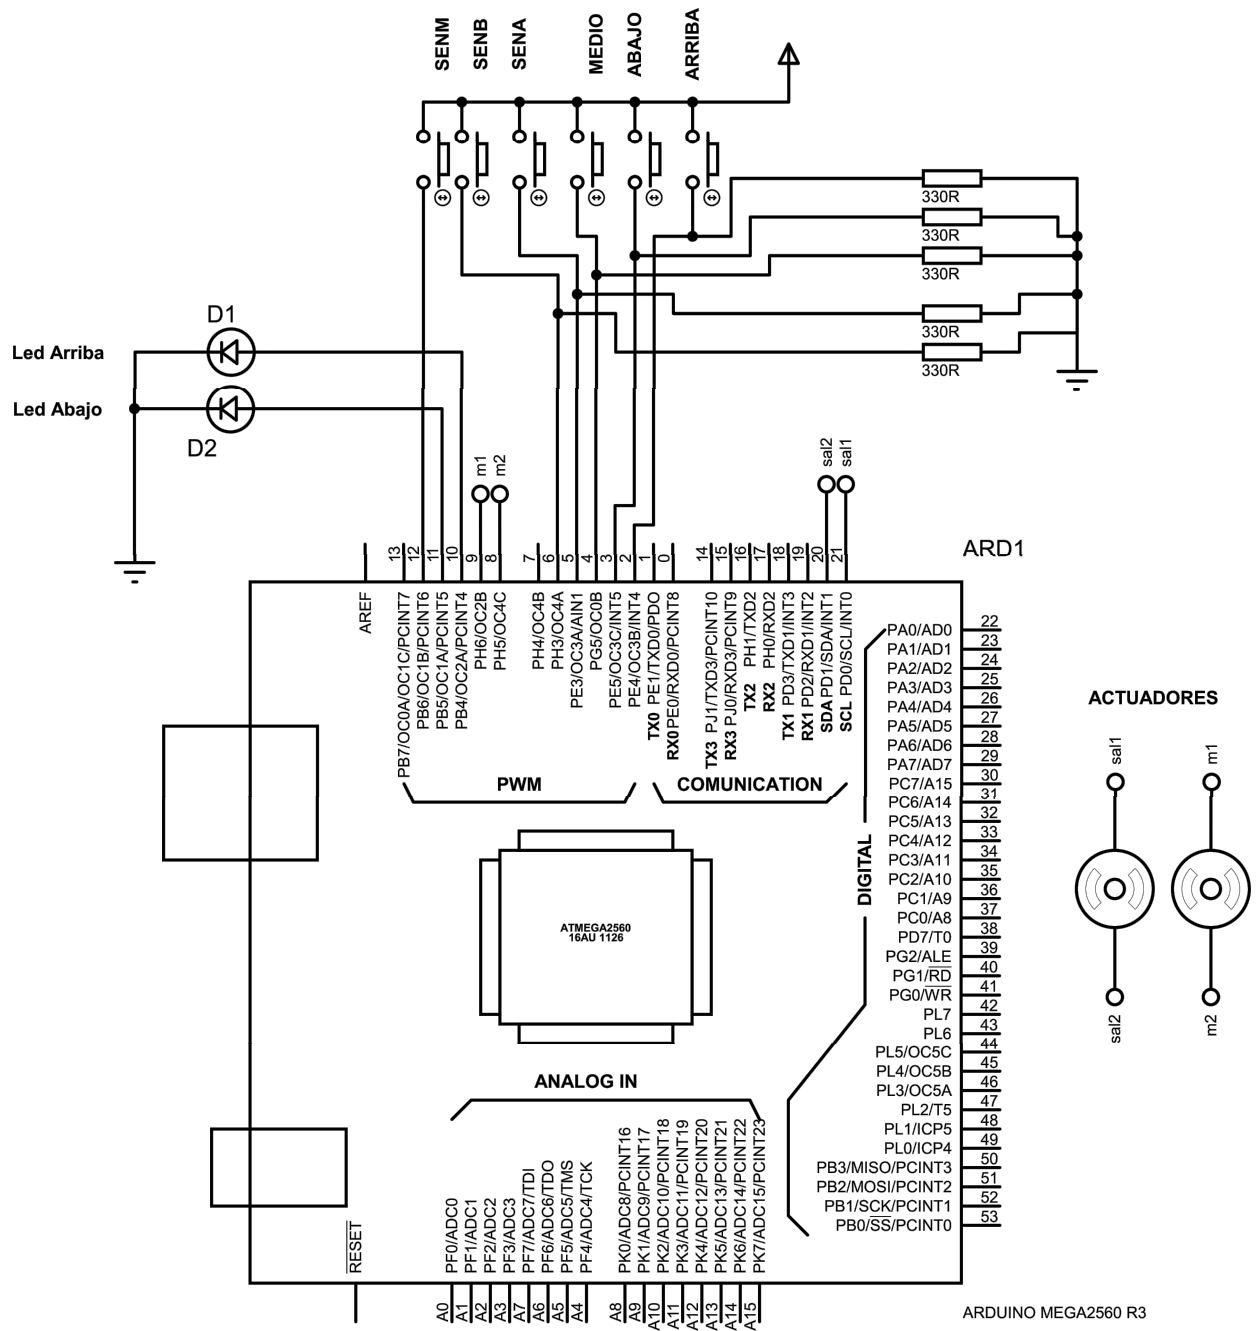 SENM
SENB
SENA
MEDIO
ABAJO
ARRIBA
330R
330R
330R
330R
330R
D1
Led Arriba
Led Abajo
D2
m1
m2
sal2
sal1
ARD1
13
12
11
10
9
8
7
6
5
4
3
2
1
0
14
15
16
17
18
19
20
21
AREF
PB7/OC0A/OC1C/PCINT7
PB6/OC1B/PCINT6
PB5/OC1A/PCINT5
PB4/OC2A/PCINT4
PH6/OC2B
PH5/OC4C
PH4/OC4B
PH3/OC4A
PE3/OC3A/AIN1
PG5/OC0B
PE5/OC3C/INT5
PE4/OC3B/INT4
TX0 PE1/TXD0/PDO
RX0 PE0/RXD0/PCINT8
TX3 PJ1/TXD3/PCINT10
RX3 PJ0/RXD3/PCINT9
TX2 PH1/TXD2
RX2 PH0/RXD2
TX1 PD3/TXD1/INT3
RX1 PD2/RXD1/INT2
SDA PD1/SDA/INT1
SCL PD0/SCL/INT0
PWM
COMUNICATION
DIGITAL
PA0/AD0 22
PA1/AD1 23
PA2/AD2 24
PA3/AD3 25
PA4/AD4 26
PA5/AD5 27
PA6/AD6 28
PA7/AD7 29
PC7/A15 30
PC6/A14 31
PC5/A13 32
PC4/A12 33
PC3/A11 34
PC2/A10 35
PC1/A9 36
PC0/A8 37
PD7/T0 38
PG2/ALE 39
PG1/RD 40
PG0/WR 41
PL7 42
PL6 43
PL5/OC5C 44
PL4/OC5B 45
PL3/OC5A 46
PL2/T5 47
PL1/ICP5 48
PL0/ICP4 49
PB3/MISO/PCINT3 50
PB2/MOSI/PCINT2 51
PB1/SCK/PCINT1 52
PB0/SS/PCINT0 53
ACTUADORES
sal1
m1
sal2
m2
ATMEGA2560
16AU 1126
ANALOG IN
RESET
PF0/ADC0
PF1/ADC1
PF2/ADC2
PF3/ADC3
PF7/ADC7/TDI
PF6/ADC6/TDO
PF5/ADC5/TMS
PF4/ADC4/TCK
PK0/ADC8/PCINT16
PK1/ADC9/PCINT17
PK2/ADC10/PCINT18
PK3/ADC11/PCINT19
PK4/ADC12/PCINT20
PK5/ADC13/PCINT21
PK6/ADC14/PCINT22
PK7/ADC15/PCINT23
A0
A1
A2
A3
A7
A6
A5
A4
A8
A9
A10
A11
A12
A13
A14
A15
ARDUINO MEGA2560 R3